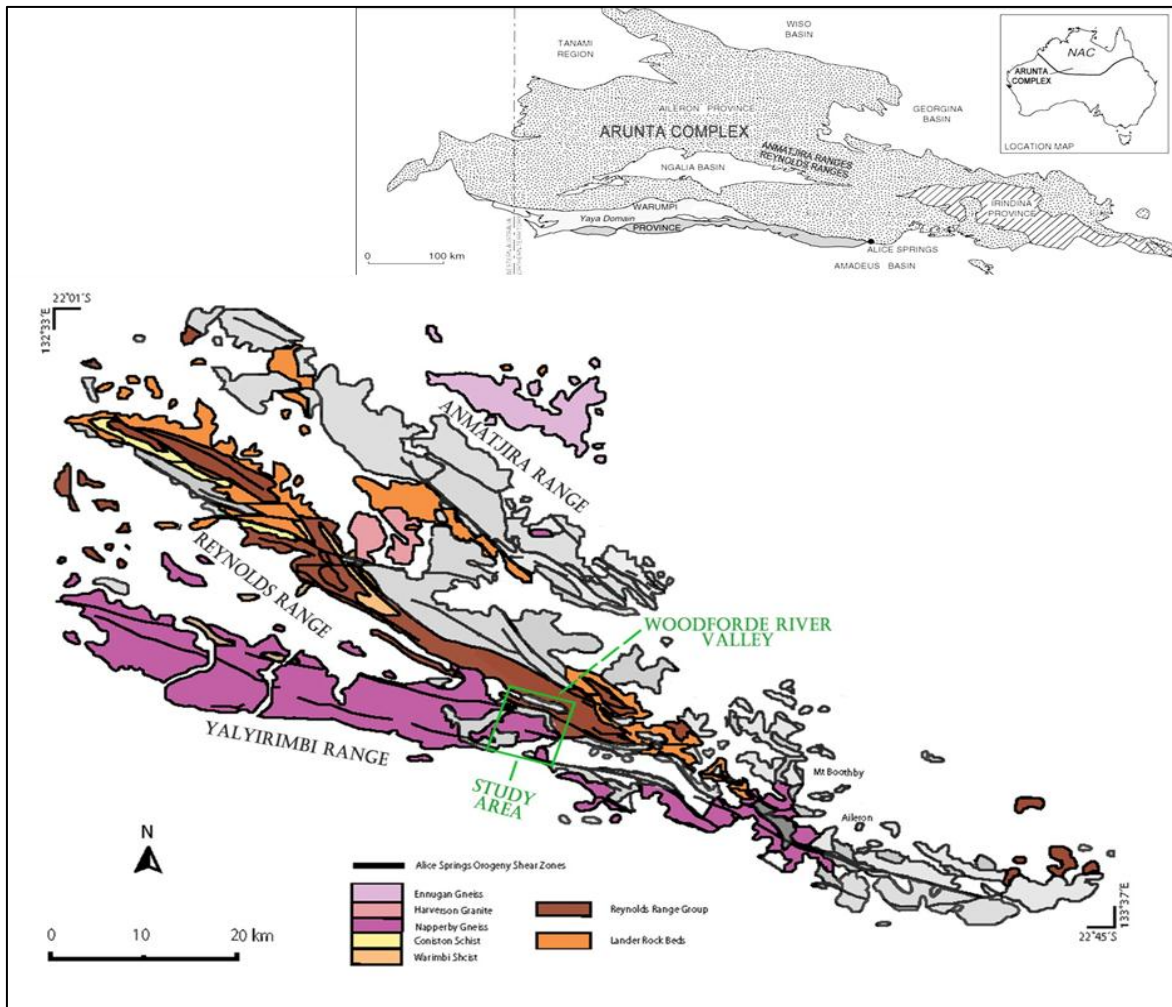 WISO
BASIN
TANAMI
REGION
NAC
ARUNTA
COMPLEX
LOCATION MAP
AILERON PROVINCE
GEORGINA
BASIN
ARUNTA COMPLEX
ANMATJIRA RANGES
REYNOLDS RANGES
NGALIA BASIN
WARUMPI
IRINDINA
PROVINCE
Yaya Domain
PROVINCE
ALICE SPRINGS
AMADEUS BASIN
0 100 km
22°01'S
132°33'E
ANMATJIRA RANGE
REYNOLDS RANGE
WOODFORDE RIVER
VALLEY
YALYIRIMBI RANGE
STUDY
AREA
Mt Boothby
Aileron
N
0 10 20 km
Alice Springs Orogeny Shear Zones
Ennugan Gneiss
Harverson Granite
Napperby Gneiss
Coniston Schist
Warimbi Shcist
Reynolds Range Group
Lander Rock Beds
133°37'E
22°45'S